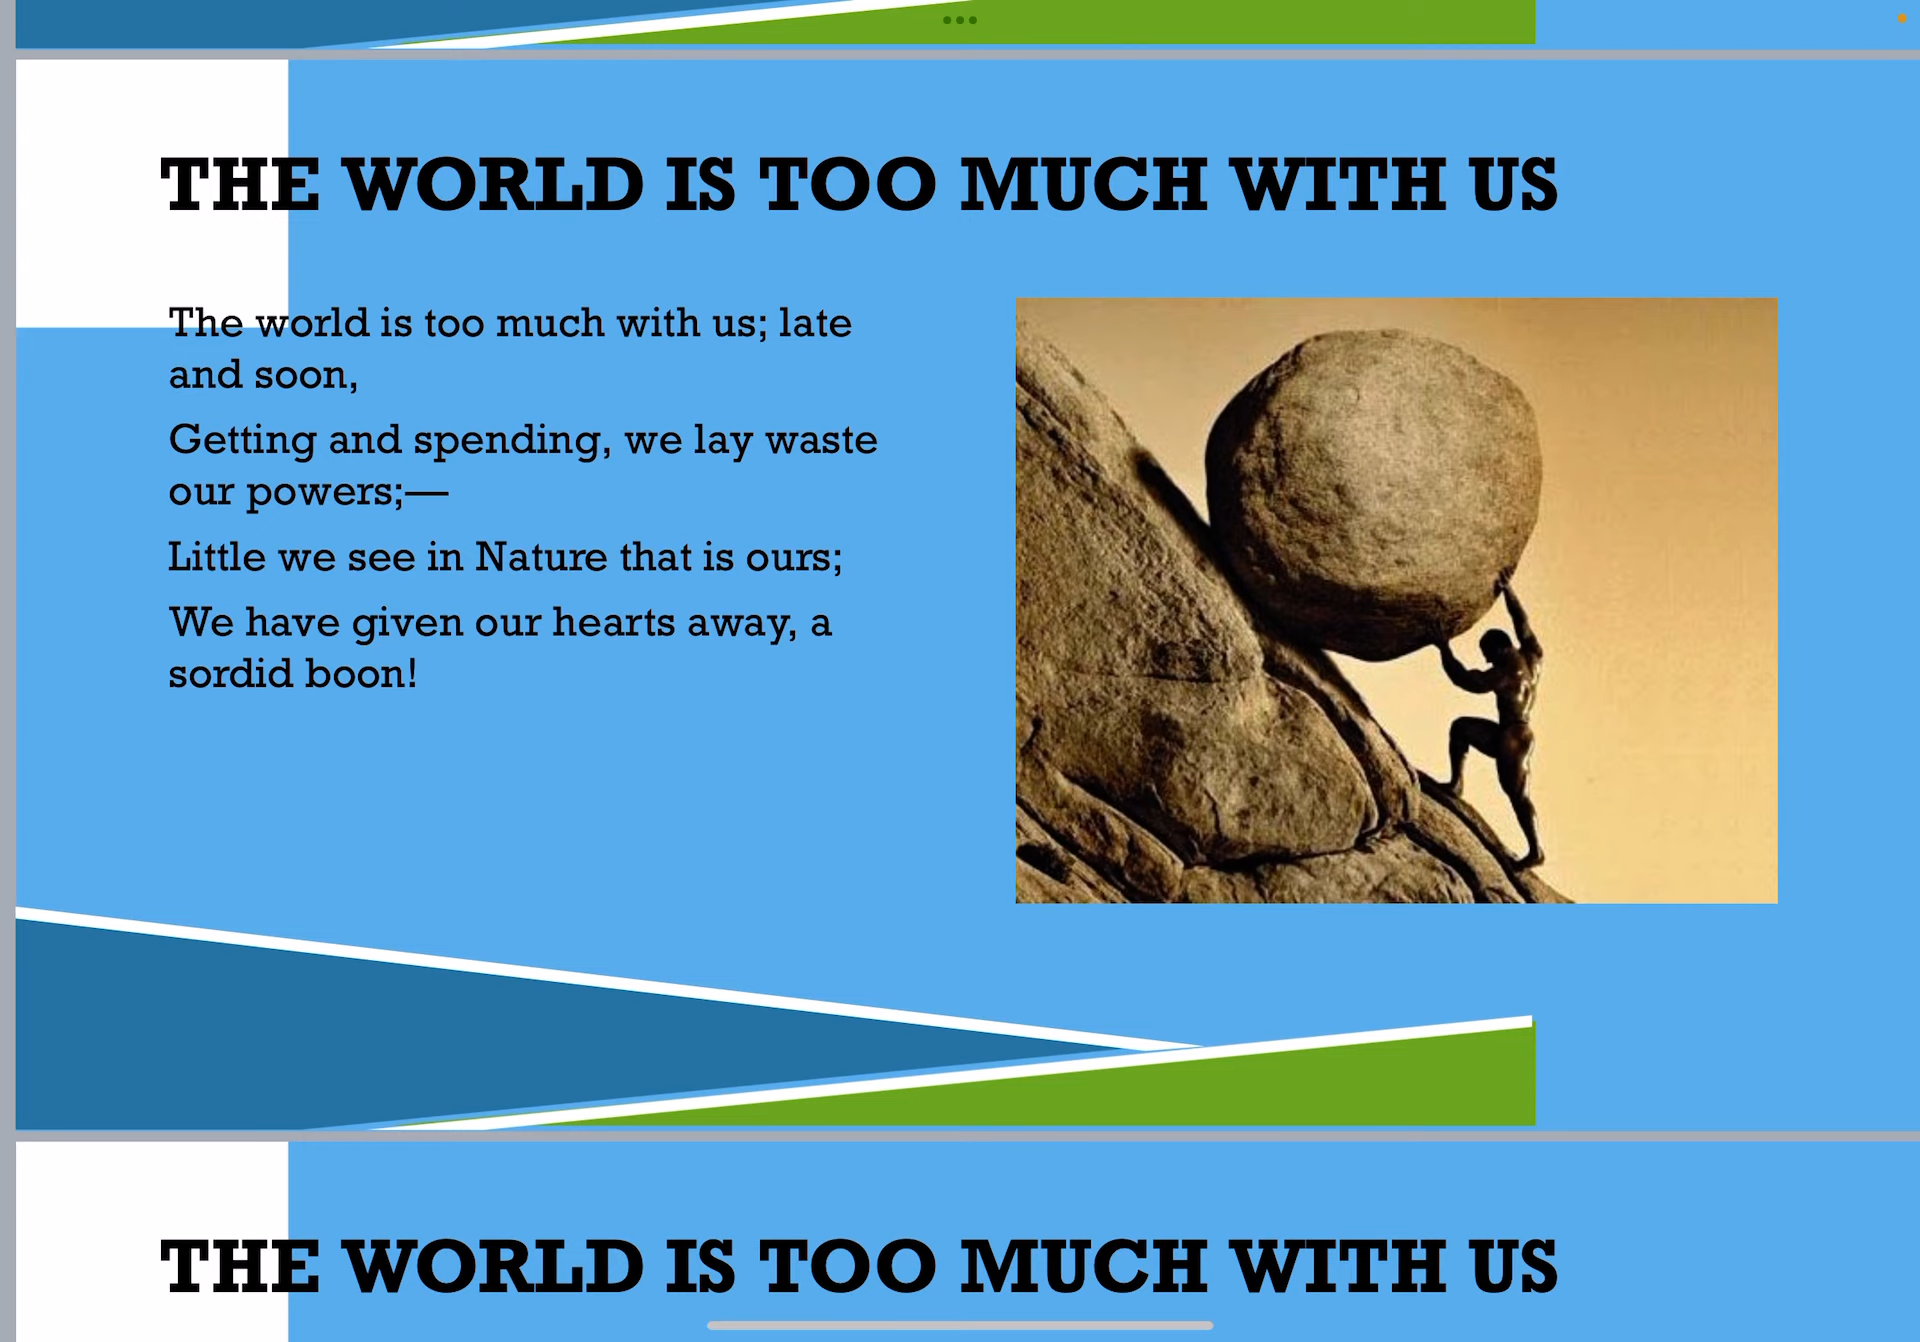 THE WORLD IS TOO MUCH WITH US
The world is too much with us; late
and soon,
Getting and spending, we lay waste
our powers;—
Little we see in Nature that is ours;
We have given our hearts away, a
sordid boon!
THE WORLD IS TOO MUCH WITH US